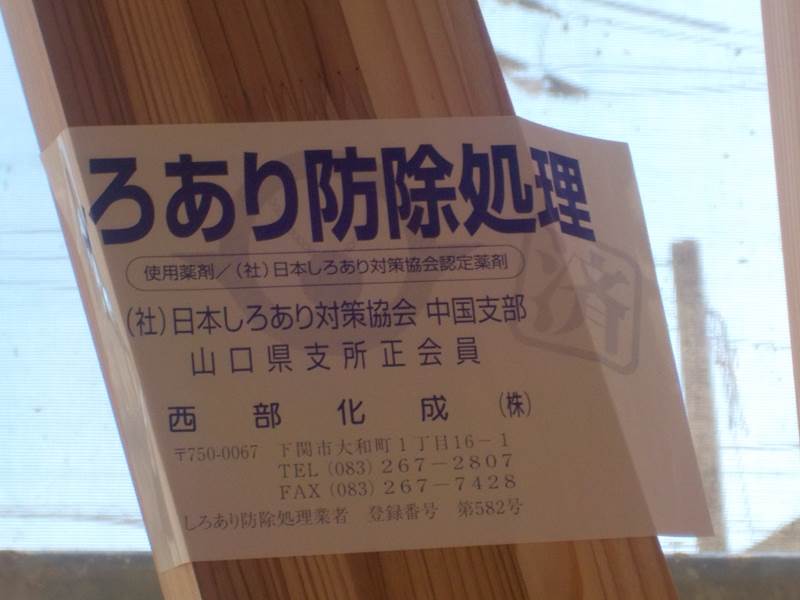 ろあり防除処理
使用薬剤/(社)日本しろあり対策協会認定薬剤
済
(社)日本しろあり対策協会 中国支部
山口県支所正会員
西部化成(株)
〒750-0067 下関市大和町1丁目16-1
TEL (083) 267-2807
FAX (083) 267-7428
しろあり防除処理業者 登録番号 第582号